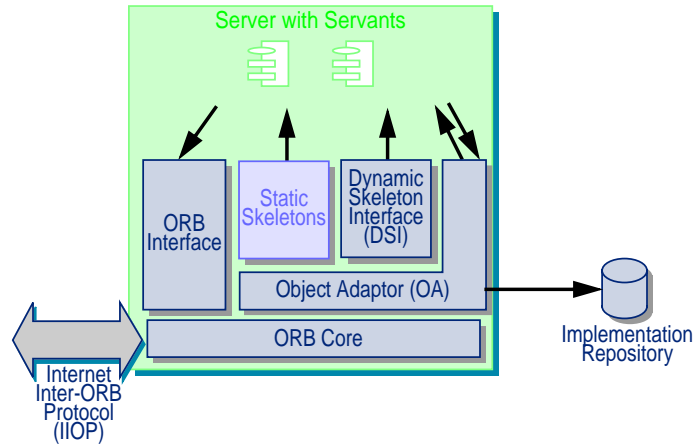 Server with Servants
ORB
Interface
Static
Skeletons
Dynamic
Skeleton
Interface
(DSI)
Object Adaptor (OA)
ORB Core
Internet
Inter-ORB
Protocol
(IIOP)
Implementation
Repository